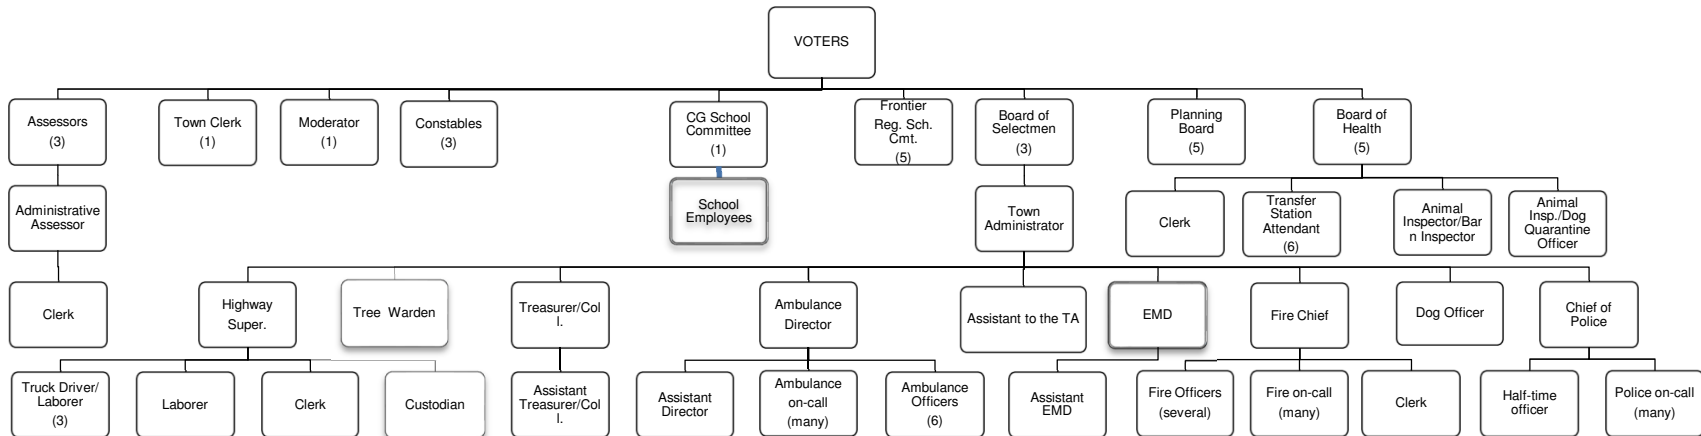 VOTERS
Assessors
(3)
Town Clerk
(1)
Moderator
(1)
Constables
(3)
CG School
Committee
(1)
Frontier
Reg. Sch.
Cmt.
(5)
Board of
Selectmen
(3)
Planning
Board
(5)
Board of
Health
(5)
Administrative
Assessor
School
Employees
Town
Administrator
Clerk
Transfer
Station
Attendant
(6)
Animal
Inspector/Bar
n Inspector
Animal
Insp./Dog
Quarantine
Officer
Clerk
Highway
Super.
Tree Warden
Treasurer/Col
l.
Ambulance
Director
Assistant to the TA
EMD
Fire Chief
Dog Officer
Chief of
Police
Truck Driver/
Laborer
(3)
Laborer
Clerk
Custodian
Assistant
Treasurer/Col
l.
Assistant
Director
Ambulance
on-call
(many)
Ambulance
Officers
(6)
Assistant
EMD
Fire Officers
(several)
Fire on-call
(many)
Clerk
Half-time
officer
Police on-call
(many)